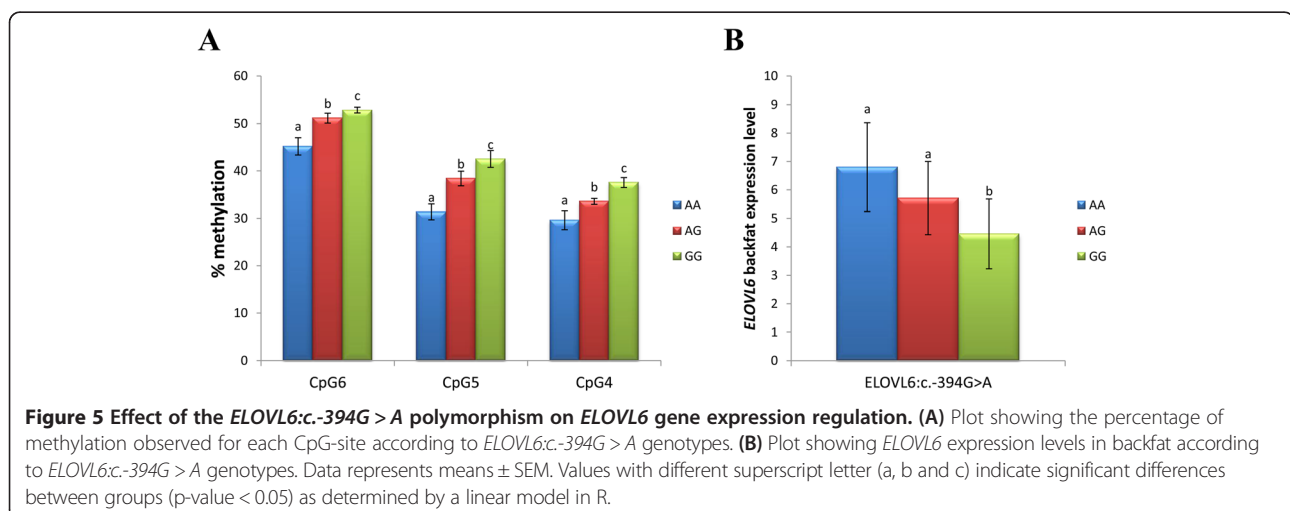 A
B
60
50
40
30
20
10
0
% methylation
a
b
c
a
b
c
a
b
c
CpG6
CpG5
CpG4
AA
AG
GG
10
9
8
7
6
5
4
3
2
1
0
ELOVL6 backfat expression level
a
a
b
ELOVL6:c.-394G>A
AA
AG
GG
Figure 5 Effect of the ELOVL6:c.-394G > A polymorphism on ELOVL6 gene expression regulation. (A) Plot showing the percentage of
methylation observed for each CpG-site according to ELOVL6:c.-394G > A genotypes. (B) Plot showing ELOVL6 expression levels in backfat according
to ELOVL6:c.-394G > A genotypes. Data represents means ± SEM. Values with different superscript letter (a, b and c) indicate significant differences
between groups (p-value < 0.05) as determined by a linear model in R.